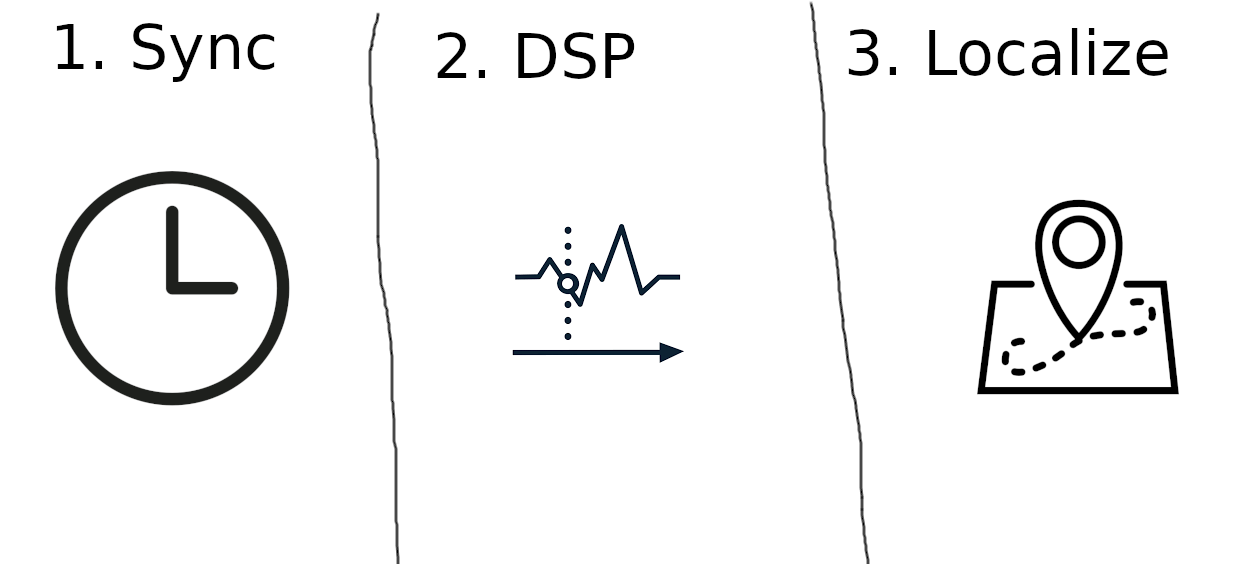 1. Sync
2. DSP
3. Localize